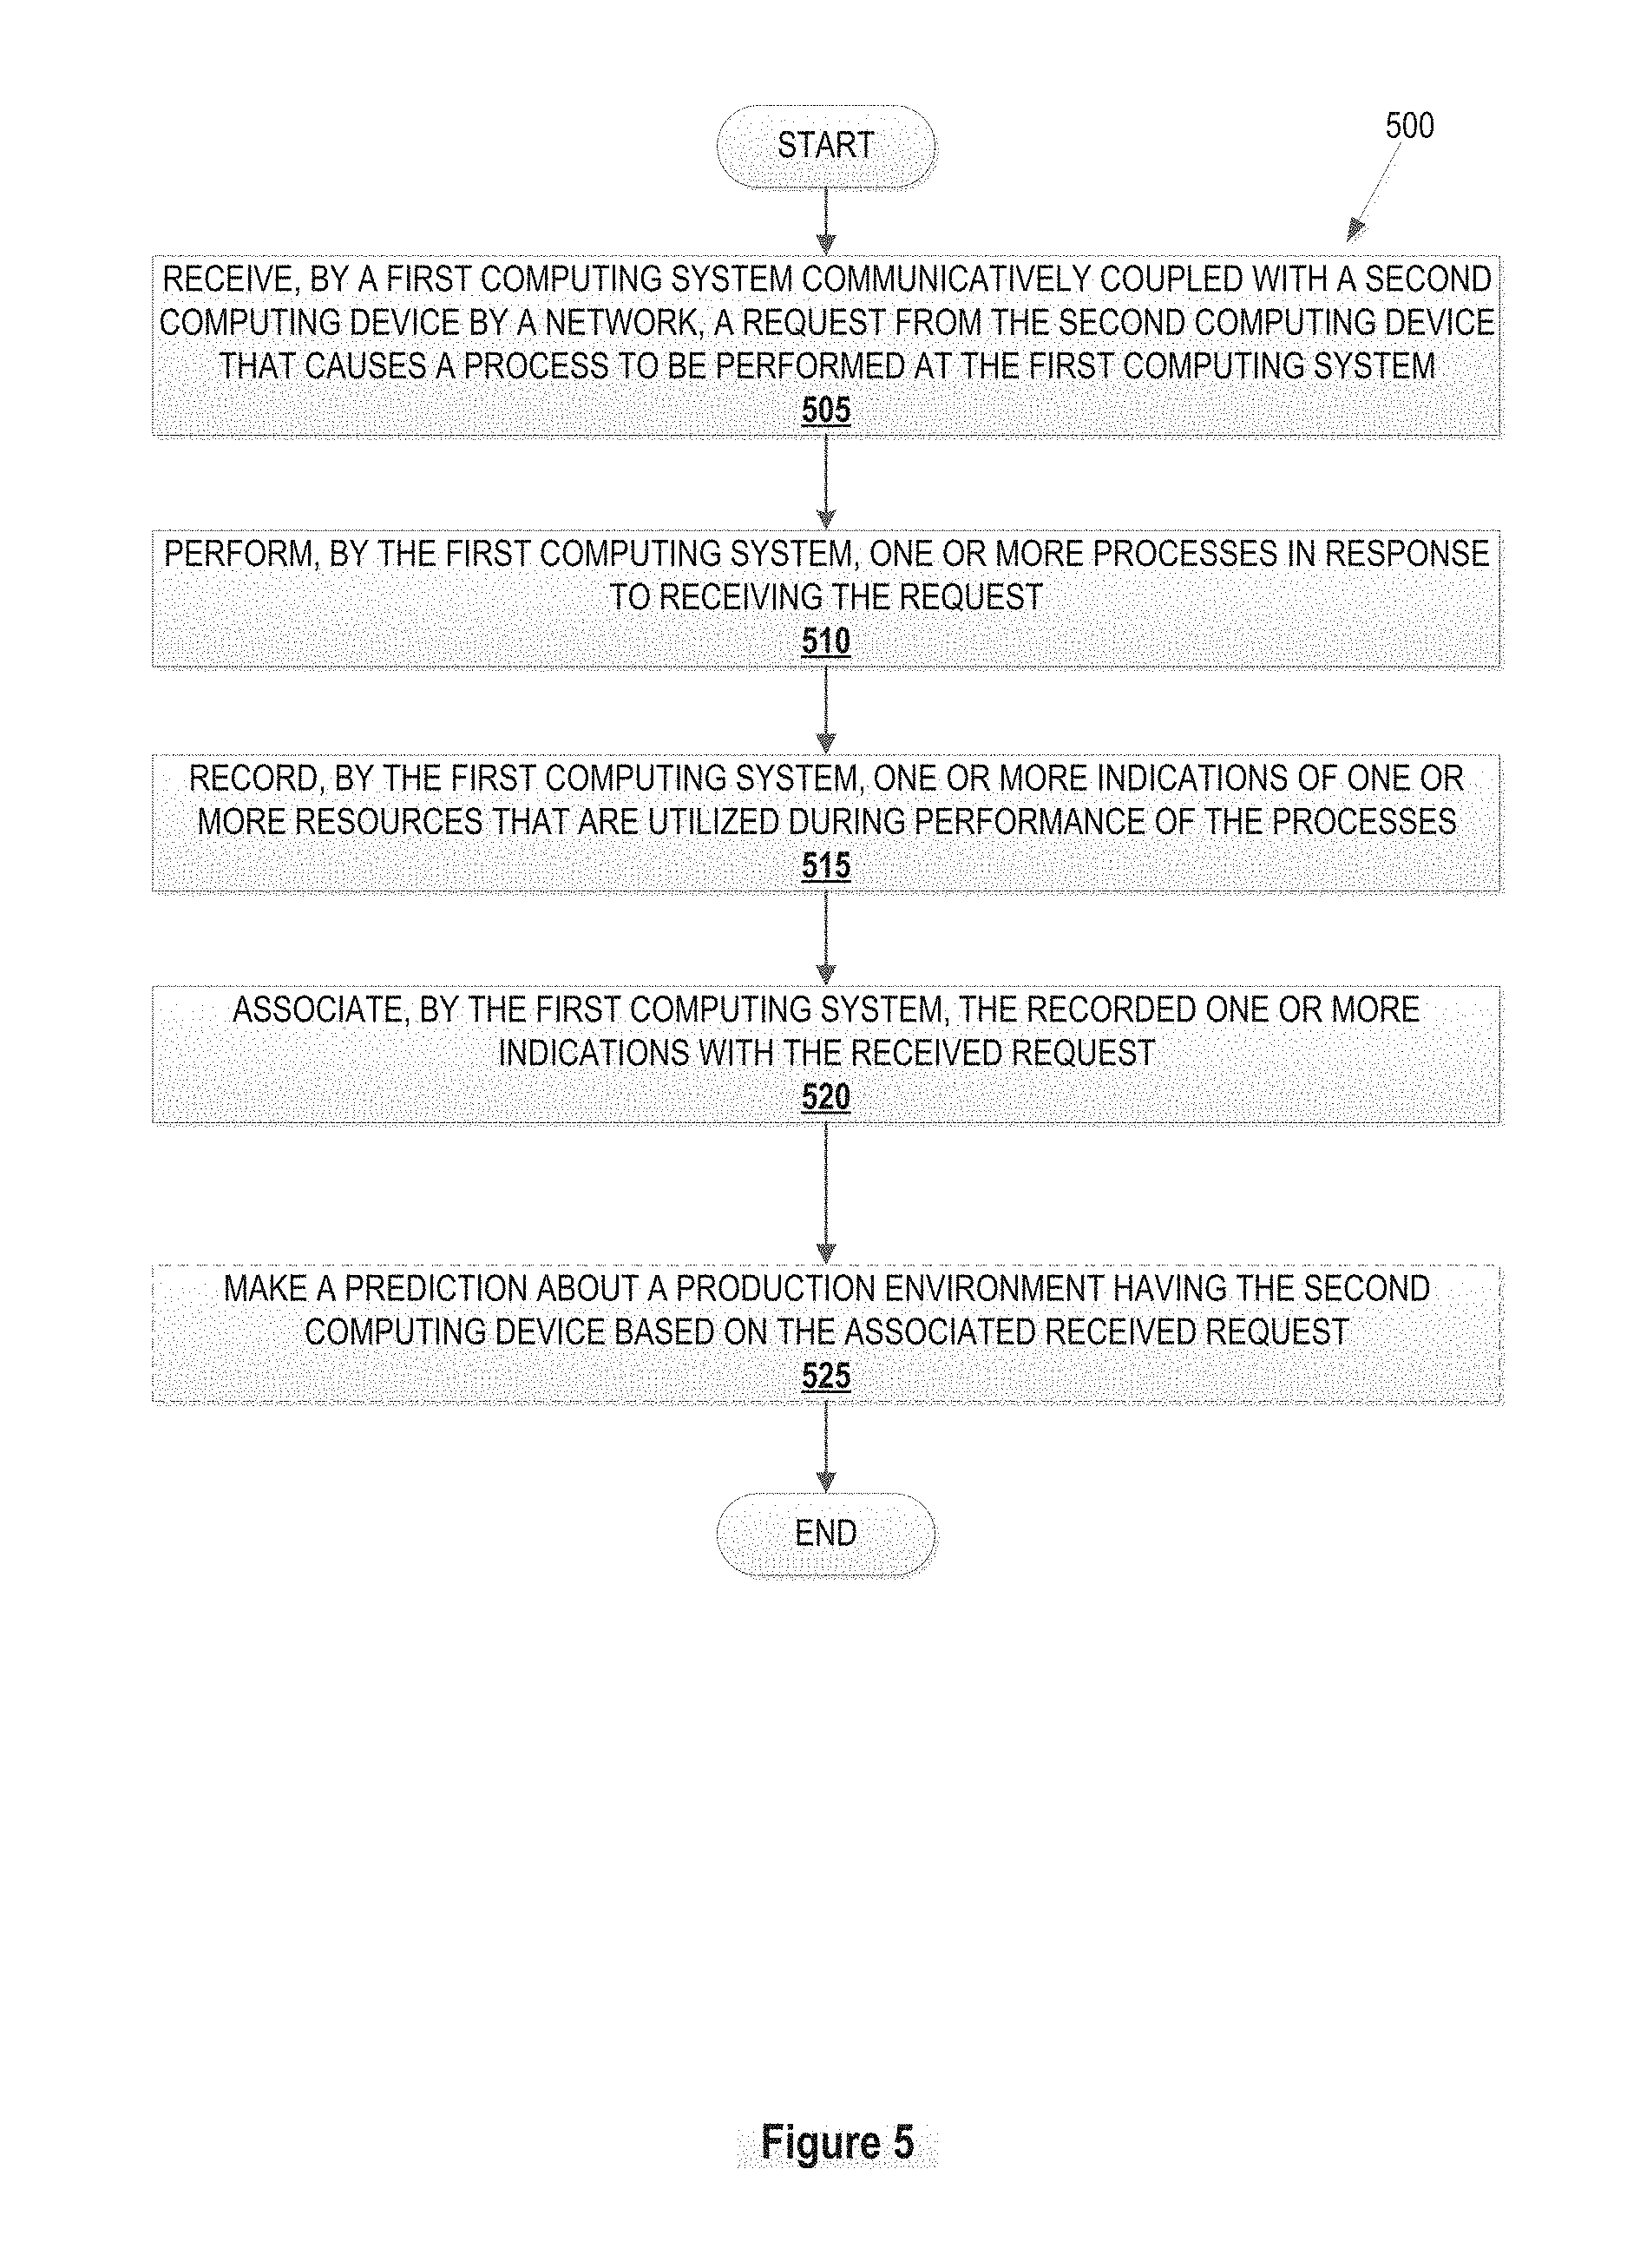 START
500
RECEIVE, BY A FIRST COMPUTING SYSTEM COMMUNICATIVELY COUPLED WITH A SECOND
COMPUTING DEVICE BY A NETWORK, A REQUEST FROM THE SECOND COMPUTING DEVICE
THAT CAUSES A PROCESS TO BE PERFORMED AT THE FIRST COMPUTING SYSTEM
505
PERFORM, BY THE FIRST COMPUTING SYSTEM, ONE OR MORE PROCESSES IN RESPONSE
TO RECEIVING THE REQUEST
510
RECORD, BY THE FIRST COMPUTING SYSTEM, ONE OR MORE INDICATIONS OF ONE OR
MORE RESOURCES THAT ARE UTILIZED DURING PERFORMANCE OF THE PROCESSES
515
ASSOCIATE, BY THE FIRST COMPUTING SYSTEM, THE RECORDED ONE OR MORE
INDICATIONS WITH THE RECEIVED REQUEST
520
MAKE A PREDICTION ABOUT A PRODUCTION ENVIRONMENT HAVING THE SECOND
COMPUTING DEVICE BASED ON THE ASSOCIATED RECEIVED REQUEST
525
END
Figure 5